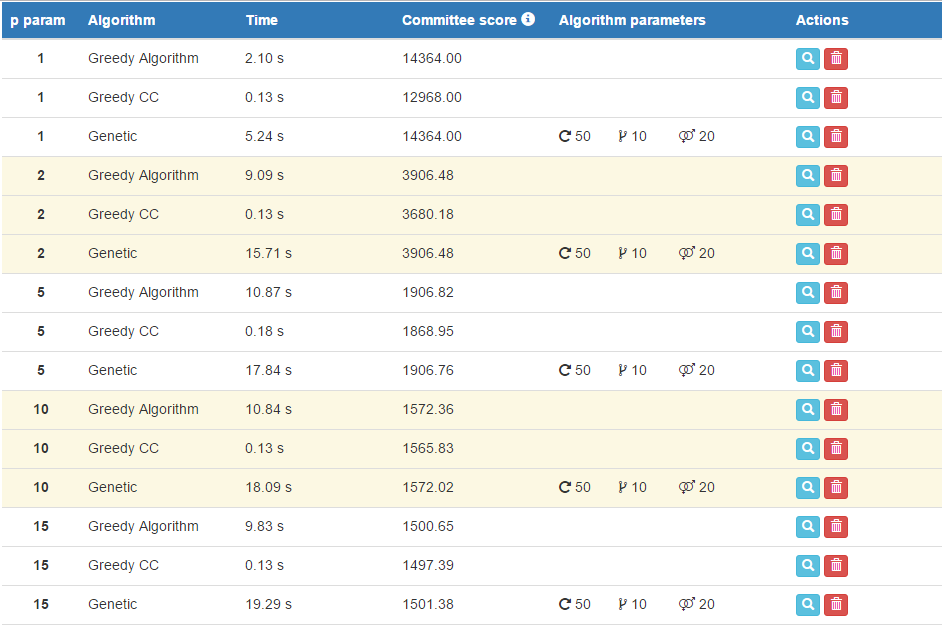 p param Algorithm Time Committee score Algorithm parameters Actions
1 Greedy Algorithm 2.10 s 14364.00
1 Greedy CC 0.13 s 12968.00
1 Genetic 5.24 s 14364.00 50 10 20
2 Greedy Algorithm 9.09 s 3906.48
2 Greedy CC 0.13 s 3680.18
2 Genetic 15.71 s 3906.48 50 10 20
5 Greedy Algorithm 10.87 s 1906.82
5 Greedy CC 0.18 s 1868.95
5 Genetic 17.84 s 1906.76 50 10 20
10 Greedy Algorithm 10.84 s 1572.36
10 Greedy CC 0.13 s 1565.83
10 Genetic 18.09 s 1572.02 50 10 20
15 Greedy Algorithm 9.83 s 1500.65
15 Greedy CC 0.13 s 1497.39
15 Genetic 19.29 s 1501.38 50 10 20